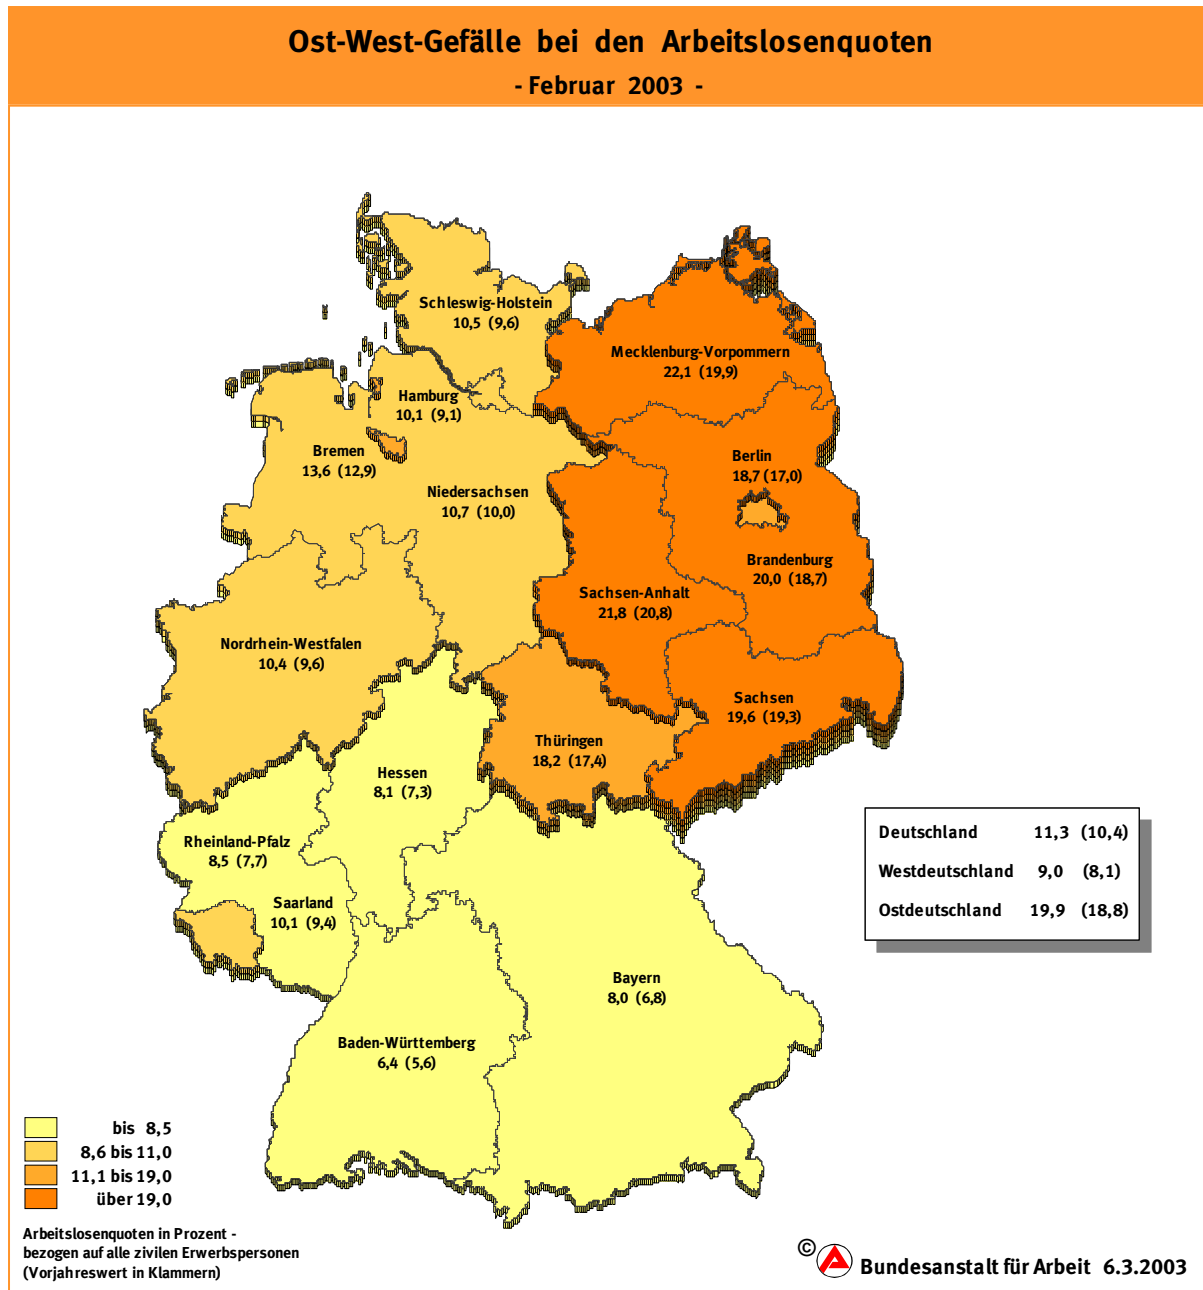 Ost-West-Gefälle bei den Arbeitslosenquoten
- Februar 2003 -
Schleswig-Holstein
10,5 (9,6)
Mecklenburg-Vorpommern
22,1 (19,9)
Hamburg
10,1 (9,1)
Bremen
13,6 (12,9)
Berlin
18,7 (17,0)
Niedersachsen
10,7 (10,0)
Brandenburg
20,0 (18,7)
Sachsen-Anhalt
21,8 (20,8)
Nordrhein-Westfalen
10,4 (9,6)
Sachsen
19,6 (19,3)
Thüringen
18,2 (17,4)
Hessen
8,1 (7,3)
Rheinland-Pfalz
8,5 (7,7)
Saarland
10,1 (9,4)
Bayern
8,0 (6,8)
Baden-Württemberg
6,4 (5,6)
Deutschland 11,3 (10,4)
Westdeutschland 9,0 (8,1)
Ostdeutschland 19,9 (18,8)
bis 8,5
8,6 bis 11,0
11,1 bis 19,0
über 19,0
Arbeitslosenquoten in Prozent -
bezogen auf alle zivilen Erwerbspersonen
(Vorjahreswert in Klammern)
© Bundesanstalt für Arbeit 6.3.2003